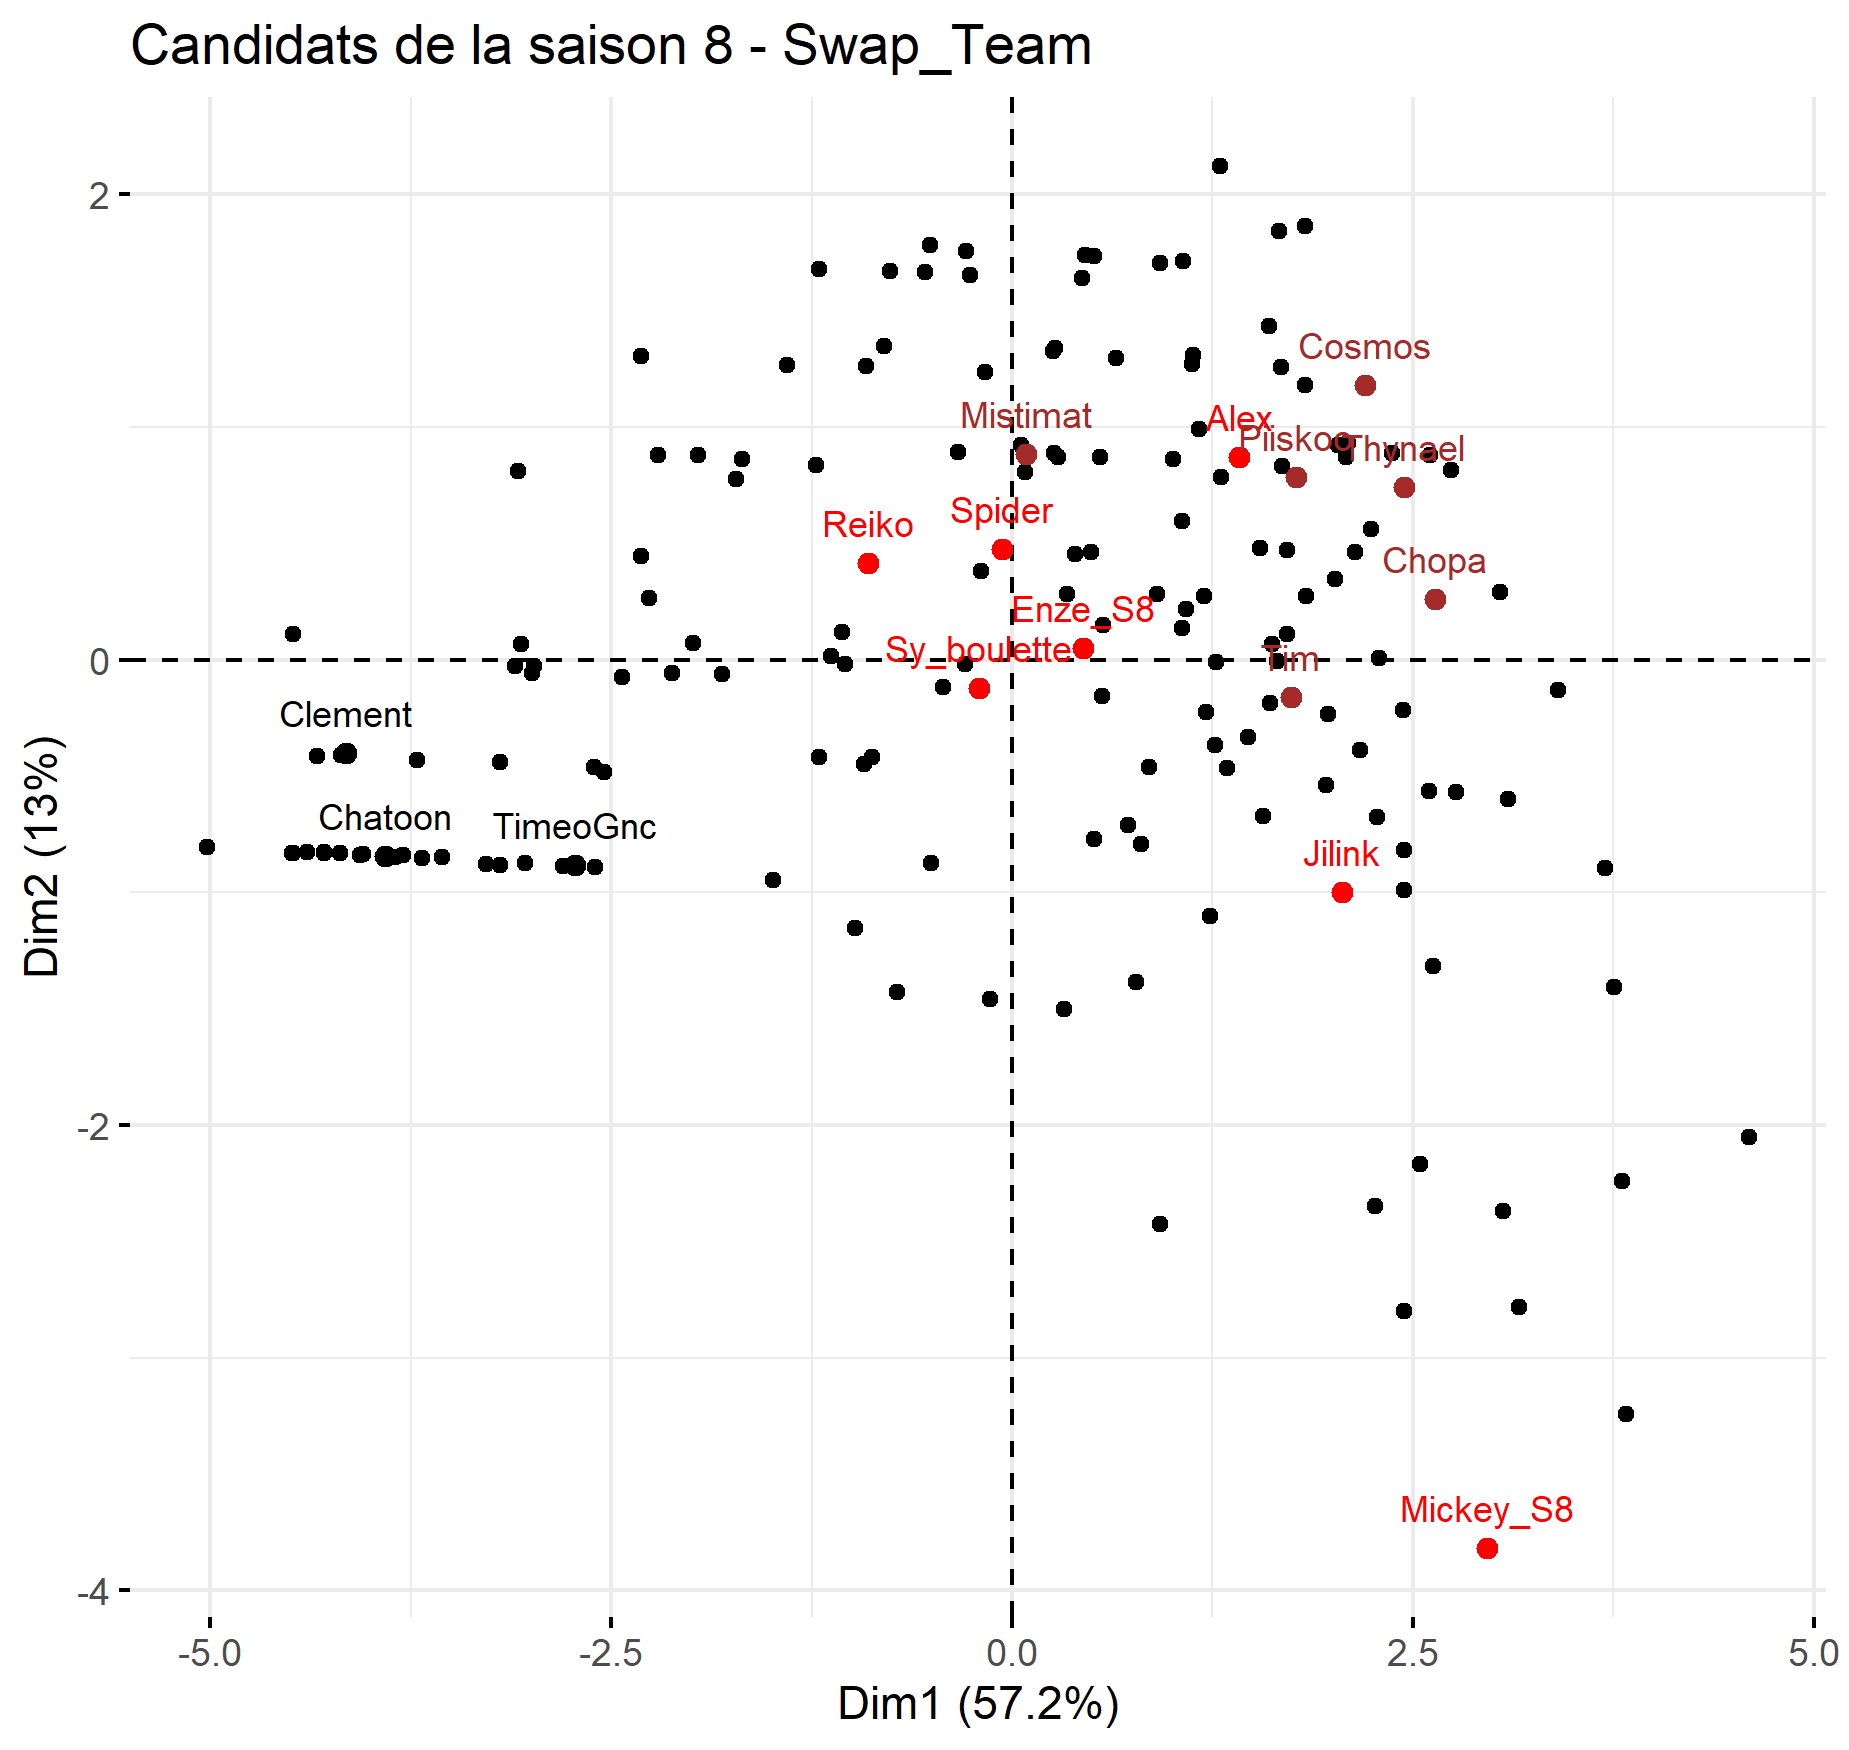 Candidats de la saison 8 - Swap_Team
2
0
-2
-4
Dim2 (13%)
Cosmos
Mistimat
Alex
Piiskoo
Thynael
Spider
Reiko
Chopa
Enze_S8
Sy_boulette
Tim
Clement
Chatoon
TimeoGnc
Jilink
Mickey_S8
-5.0
-2.5
0.0
2.5
5.0
Dim1 (57.2%)